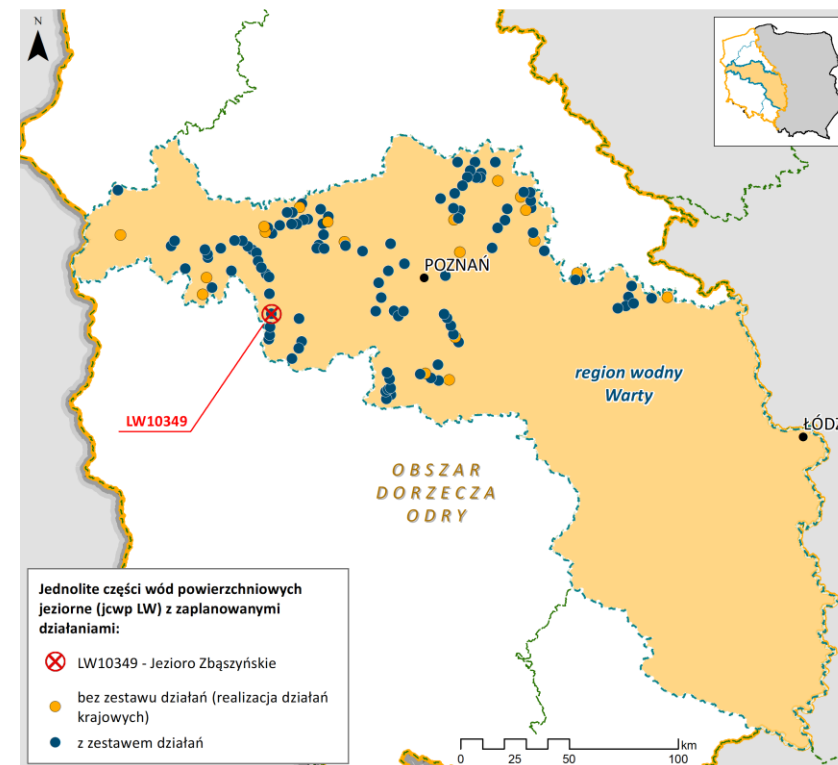 N
POZNAŃ
region wodny
Warty
ŁÓDŹ
LW10349
OBSZAR
DORZECZA
ODRY
Jednolite części wód powierzchniowych
jeziorne (jcwp LW) z zaplanowanymi
działaniami:
LW10349 - Jezioro Zbąszyńskie
bez zestawu działań (realizacja działań
krajowych)
z zestawem działań
km
0 25 50 100